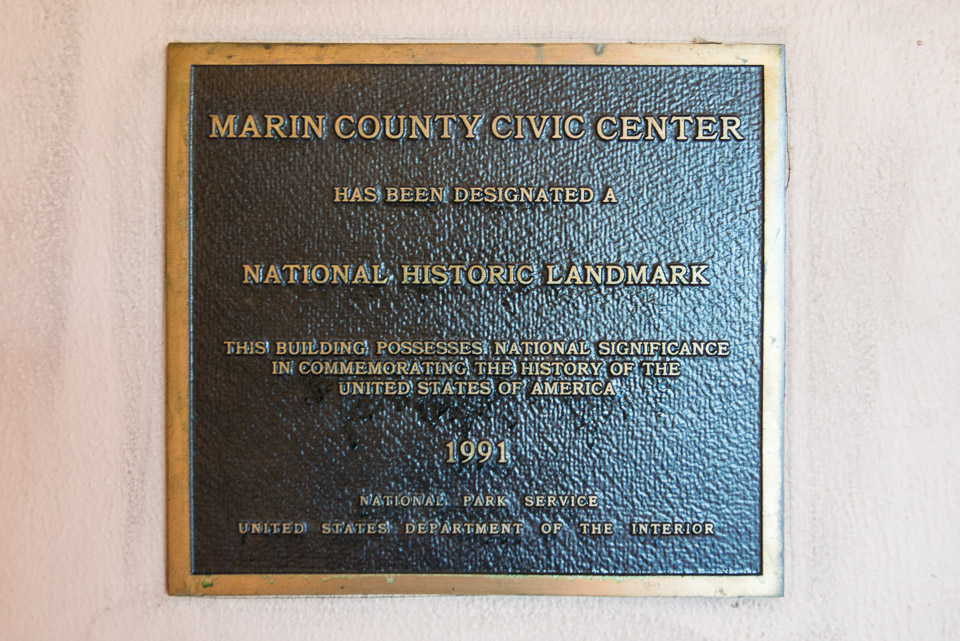 MARIN COUNTY CIVIC CENTER
HAS BEEN DESIGNATED A
NATIONAL HISTORIC LANDMARK
THIS BUILDING POSSESSES NATIONAL SIGNIFICANCE
IN COMMEMORATING THE HISTORY OF THE
UNITED STATES OF AMERICA
1991
NATIONAL PARK SERVICE
UNITED STATES DEPARTMENT OF THE INTERIOR